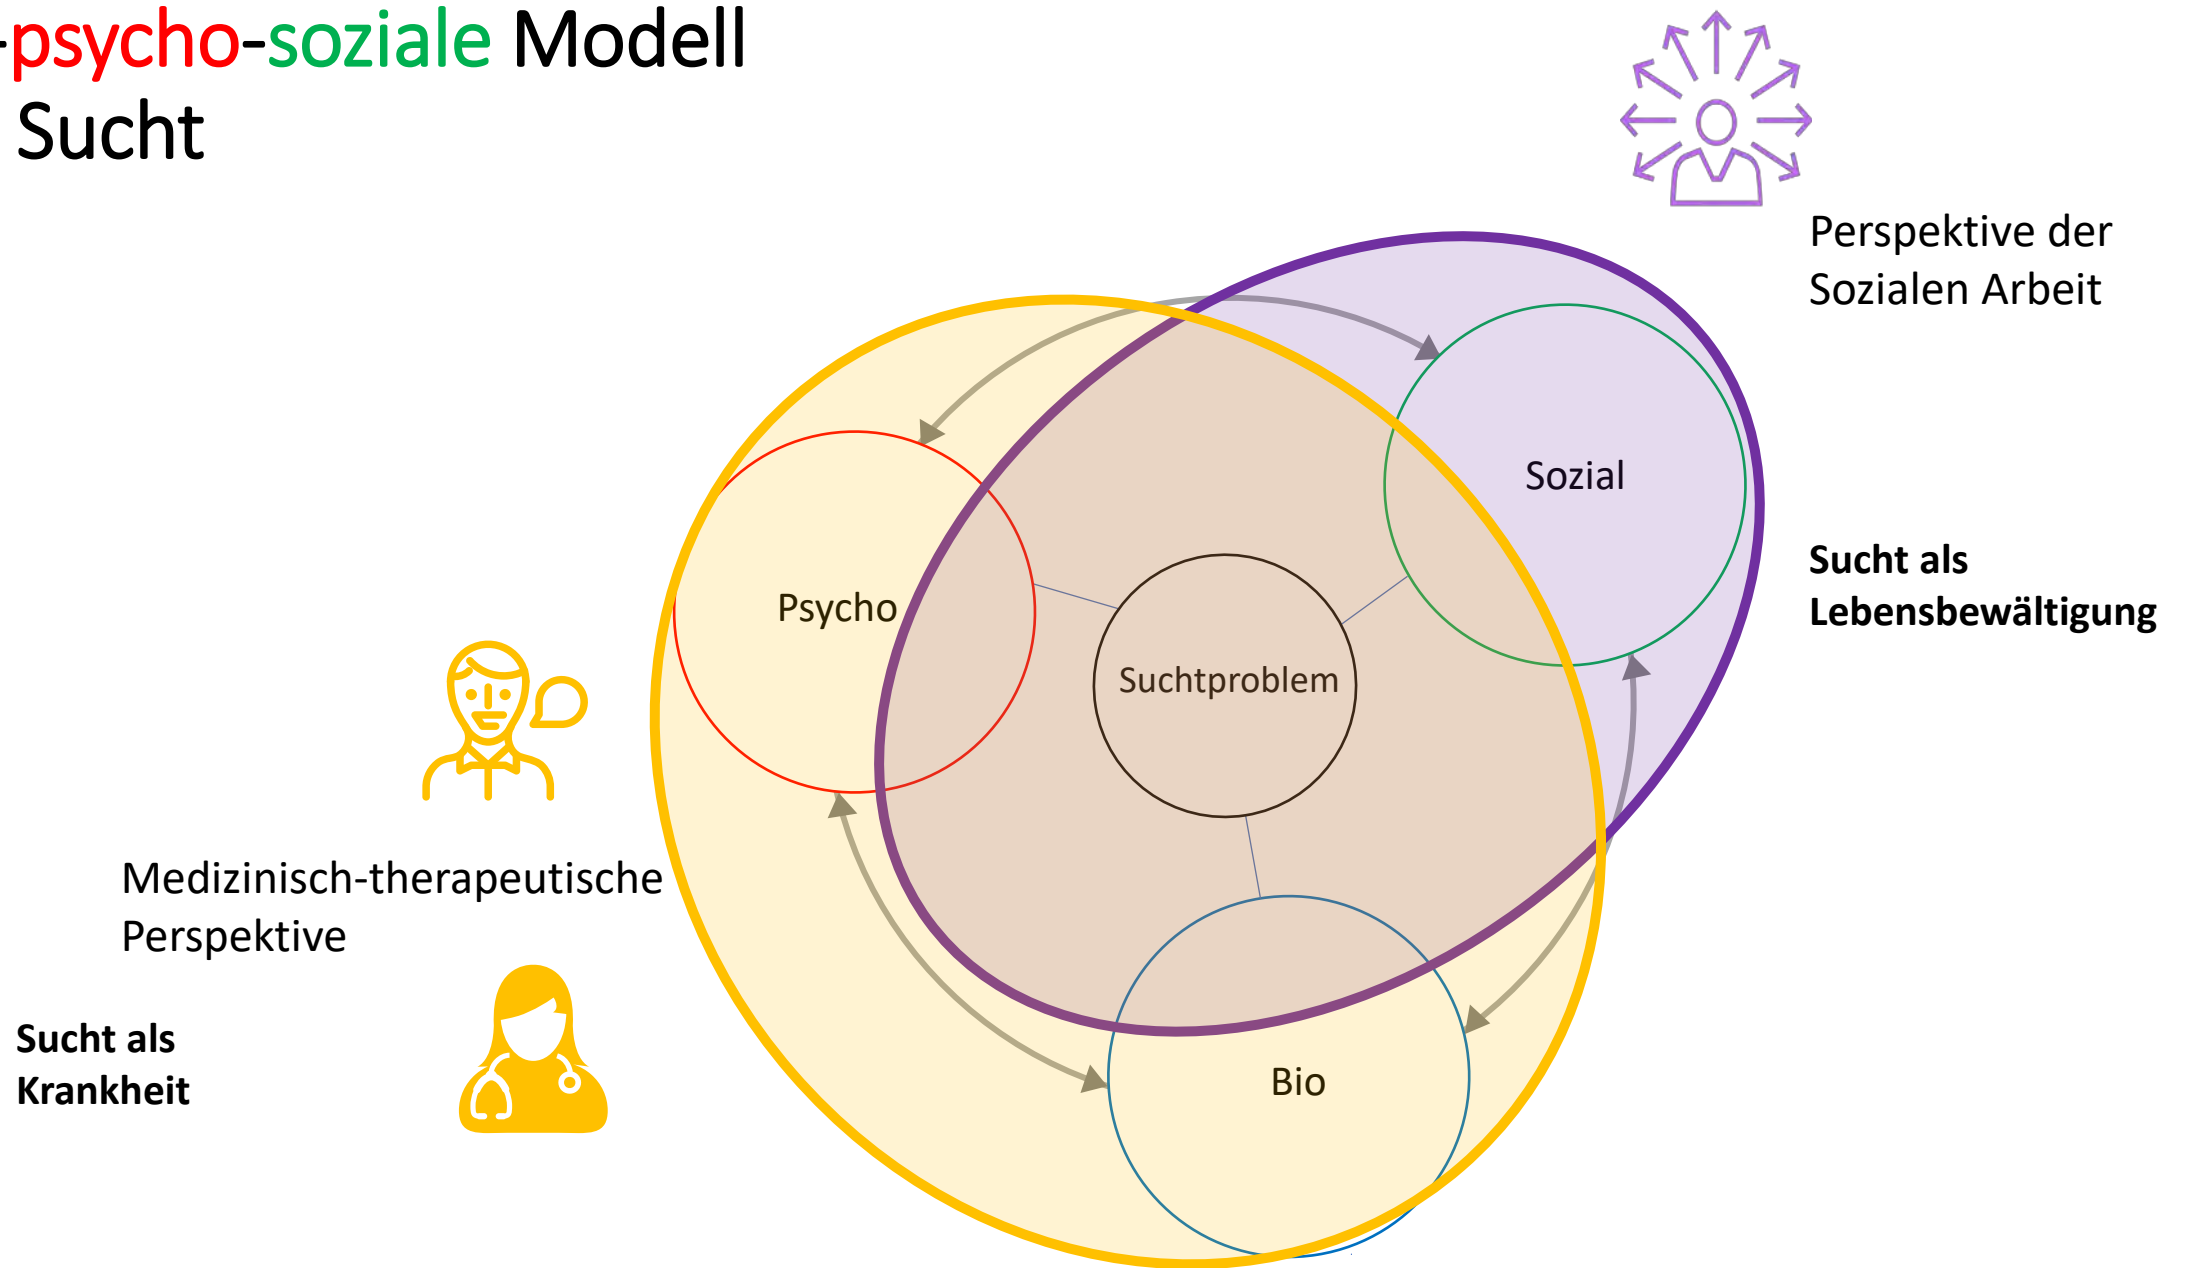 -psycho-soziale Modell
Sucht
Perspektive der
Sozialen Arbeit
Sozial
Sucht als
Lebensbewältigung
Psycho
Suchtproblem
Medizinisch-therapeutische
Perspektive
Sucht als
Krankheit
Bio